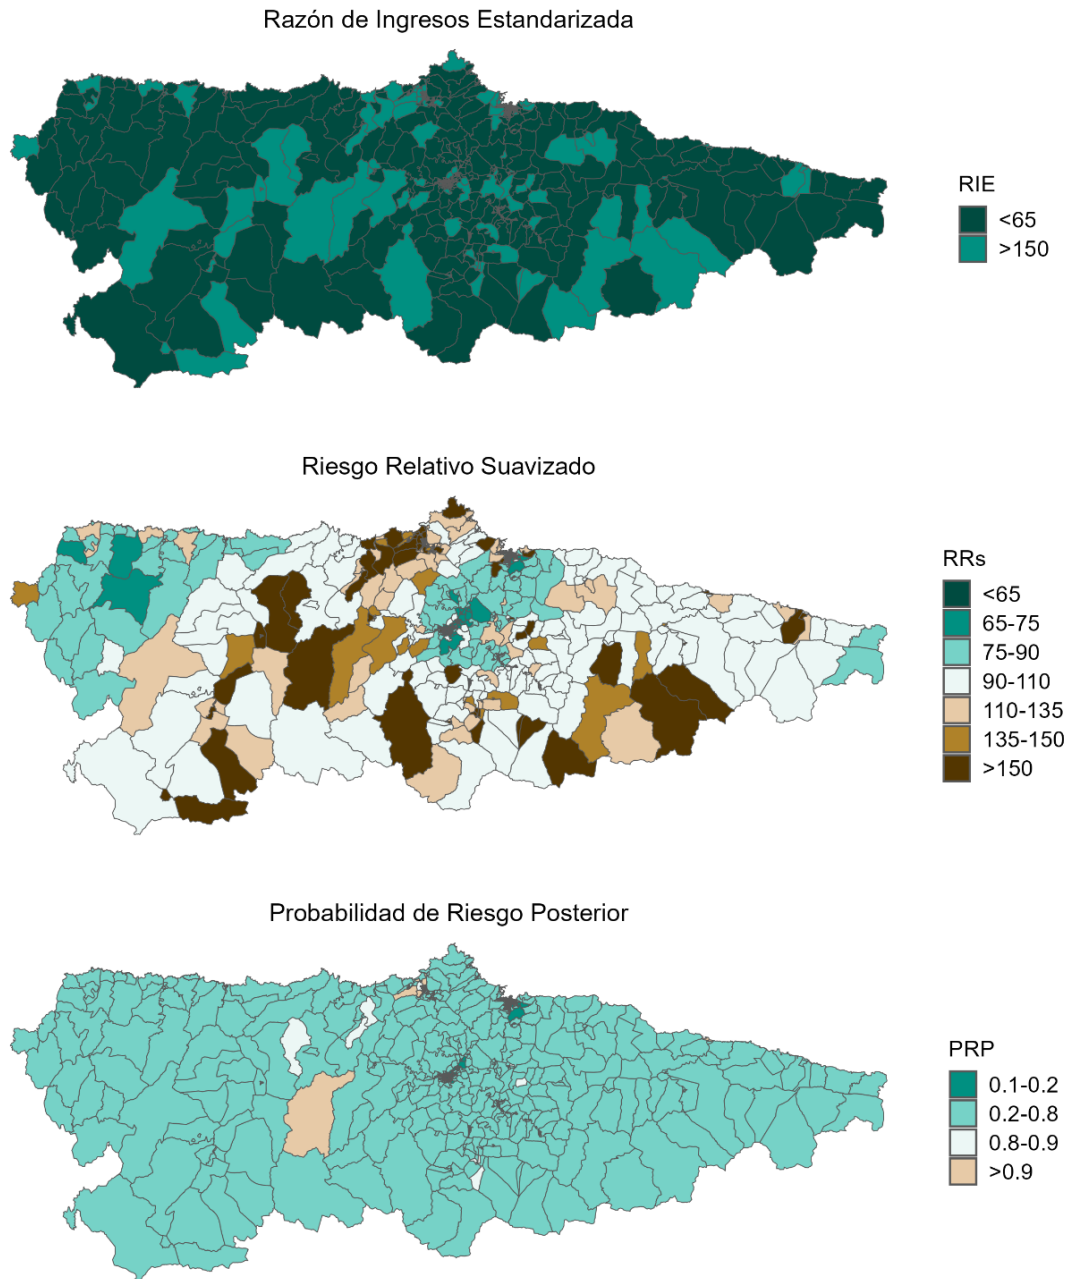 Razón de Ingresos Estandarizada
RIE
<65
>150
Riesgo Relativo Suavizado
RRs
<65
65-75
75-90
90-110
110-135
135-150
>150
Probabilidad de Riesgo Posterior
PRP
0.1-0.2
0.2-0.8
0.8-0.9
>0.9